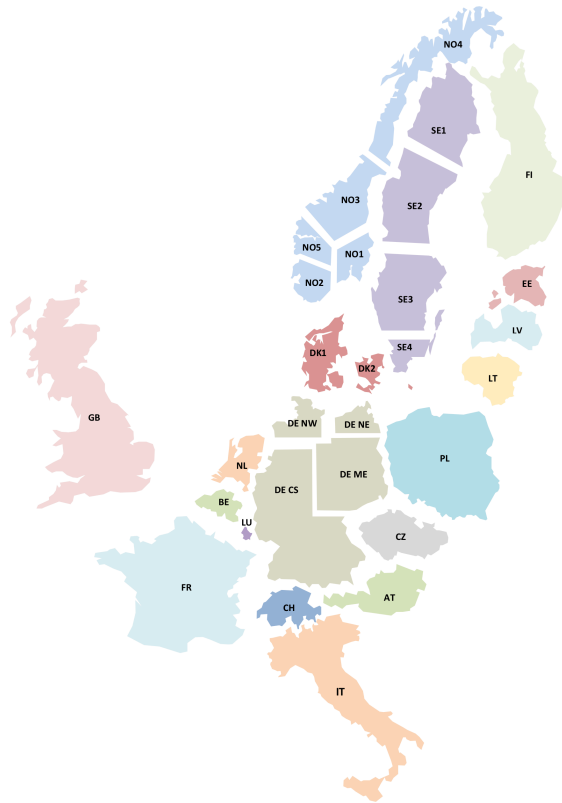 NO4
SE1
FI
NO3
SE2
NO5
NO1
NO2
EE
SE3
LV
SE4
DK1
DK2
LT
GB
DE NW
DE NE
PL
NL
DE ME
DE CS
BE
LU
CZ
FR
AT
CH
IT